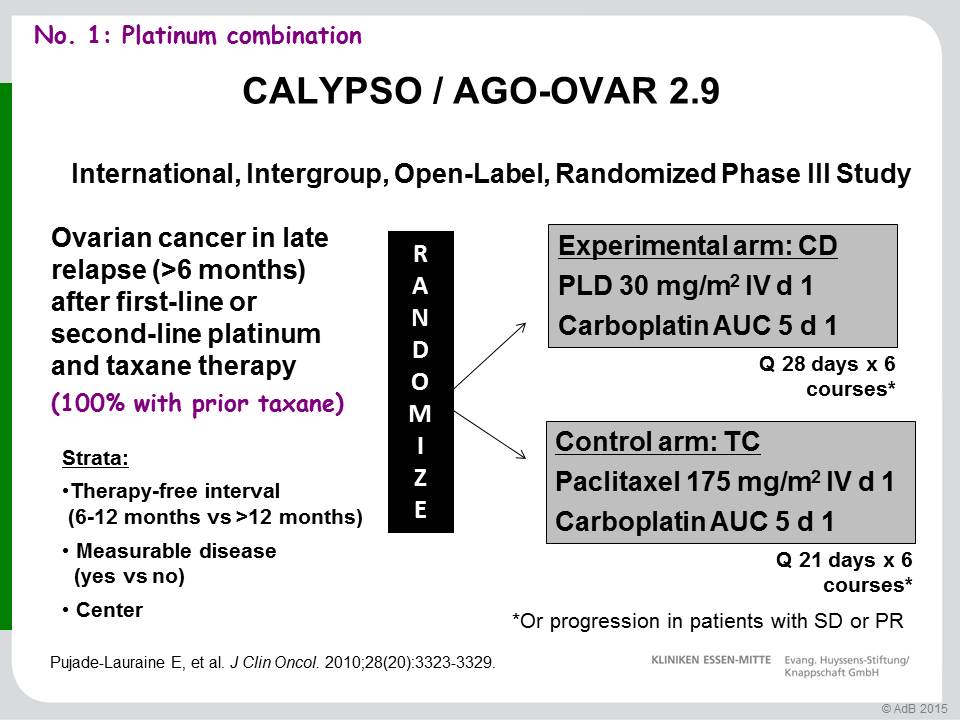 No. 1: Platinum combination
CALYPSO / AGO-OVAR 2.9
International, Intergroup, Open-Label, Randomized Phase III Study
Ovarian cancer in late
relapse (>6 months)
after first-line or
second-line platinum
and taxane therapy
(100% with prior taxane)
Strata:
•Therapy-free interval
(6-12 months vs >12 months)
• Measurable disease
(yes vs no)
• Center
R
A
N
D
O
M
I
Z
E
Experimental arm: CD
PLD 30 mg/m² IV d 1
Carboplatin AUC 5 d 1
Q 28 days x 6
courses*
Control arm: TC
Paclitaxel 175 mg/m² IV d 1
Carboplatin AUC 5 d 1
Q 21 days x 6
courses*
*Or progression in patients with SD or PR
Pujade-Lauraine E, et al. J Clin Oncol. 2010;28(20):3323-3329.
KLINIKEN ESSEN-MITTE
Evang. Huyssens-Stiftung/
Knappschaft GmbH
© AdB 2015